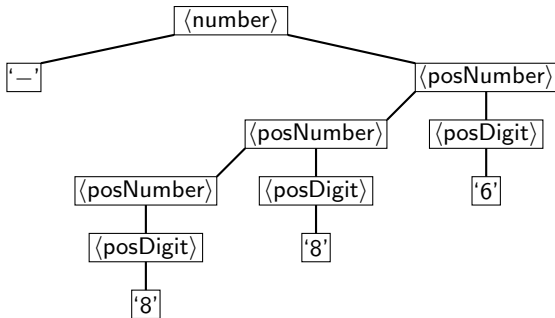 ⟨number⟩
‘−’ ⟨posNumber⟩
⟨posNumber⟩ ⟨posDigit⟩
⟨posNumber⟩ ⟨posDigit⟩ ‘6’
⟨posDigit⟩ ‘8’
‘8’